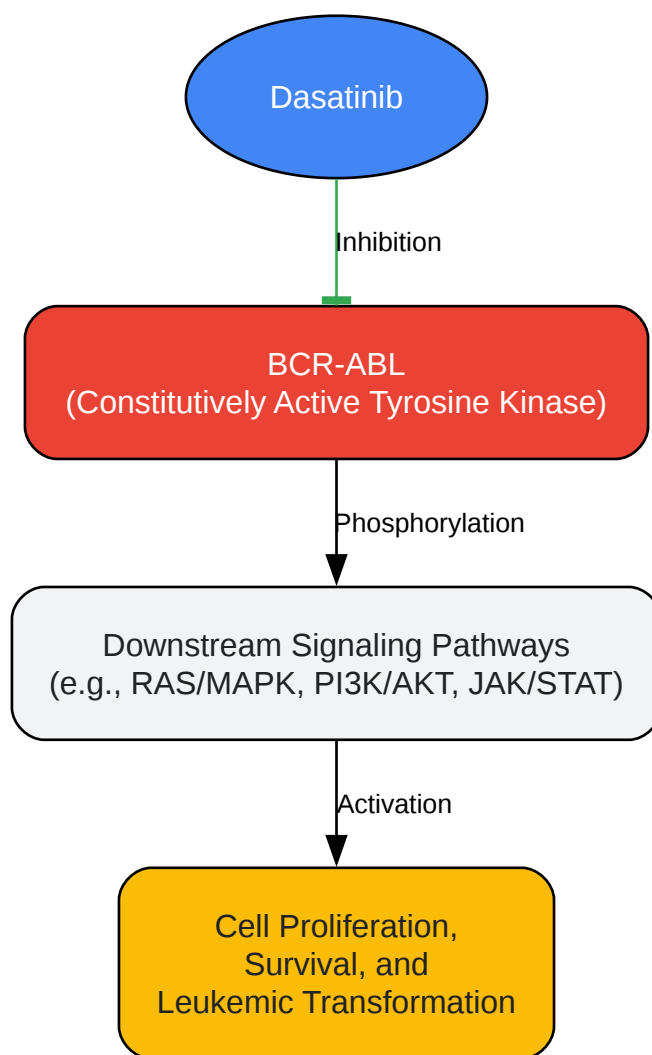 Dasatinib
Inhibition
BCR-ABL
(Constitutively Active Tyrosine Kinase)
Phosphorylation
Downstream Signaling Pathways
(e.g., RAS/MAPK, PI3K/AKT, JAK/STAT)
Activation
Cell Proliferation,
Survival, and
Leukemic Transformation